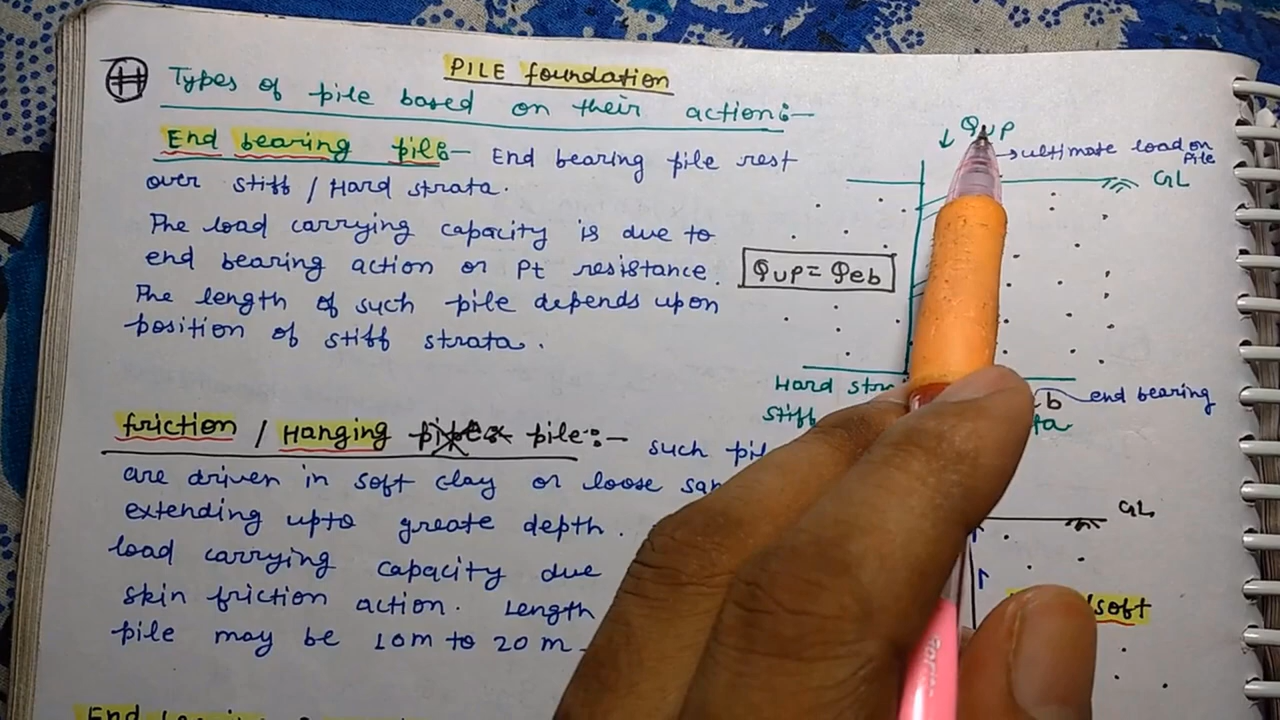 PILE foundation
Types of pile based on their action:-
End bearing pile:- End bearing pile rest
over stiff / Hard strata.
The load carrying capacity is due to
end bearing action or Pt resistance.
The length of such pile depends upon
position of stiff strata.
↓ QUP
→ultimate load on
Pile
GL
QUP = Qeb
Hard
Stiff
b end bearing
friction / Hanging pile:- such
are driven in soft clay or loose
extending upto greate depth.
load carrying capacity due
skin friction action. Length
pile may be 10m to 20 m.
GL
soft
End